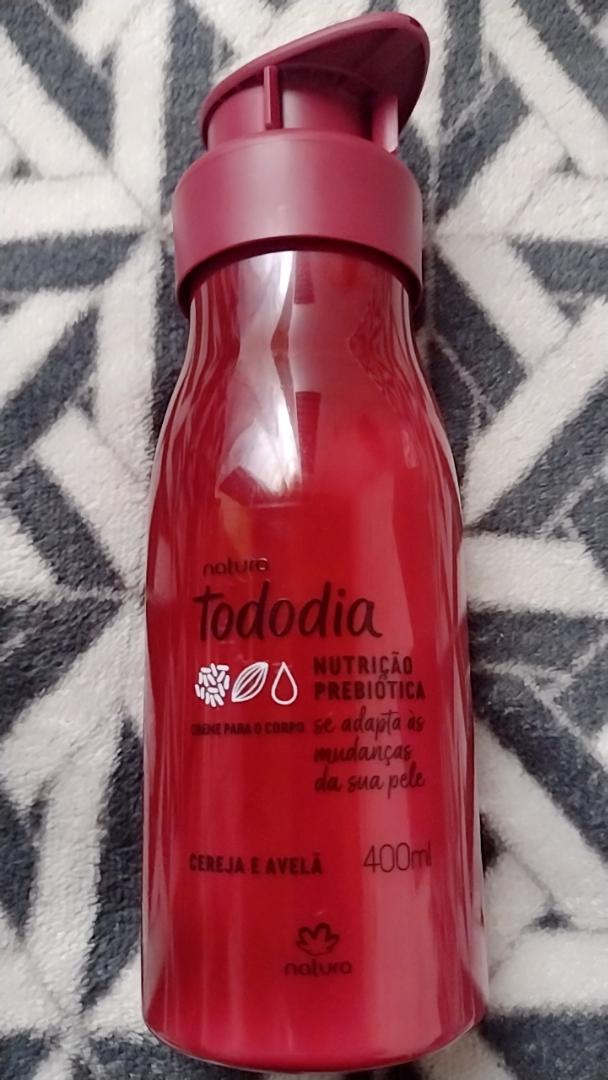 natura
tododia
NUTRIÇÃO
PREBIÓTICA
CREME PARA O CORPO
se adapta às
mudanças
da sua pele
CEREJA E AVELÃ
400ml
natura